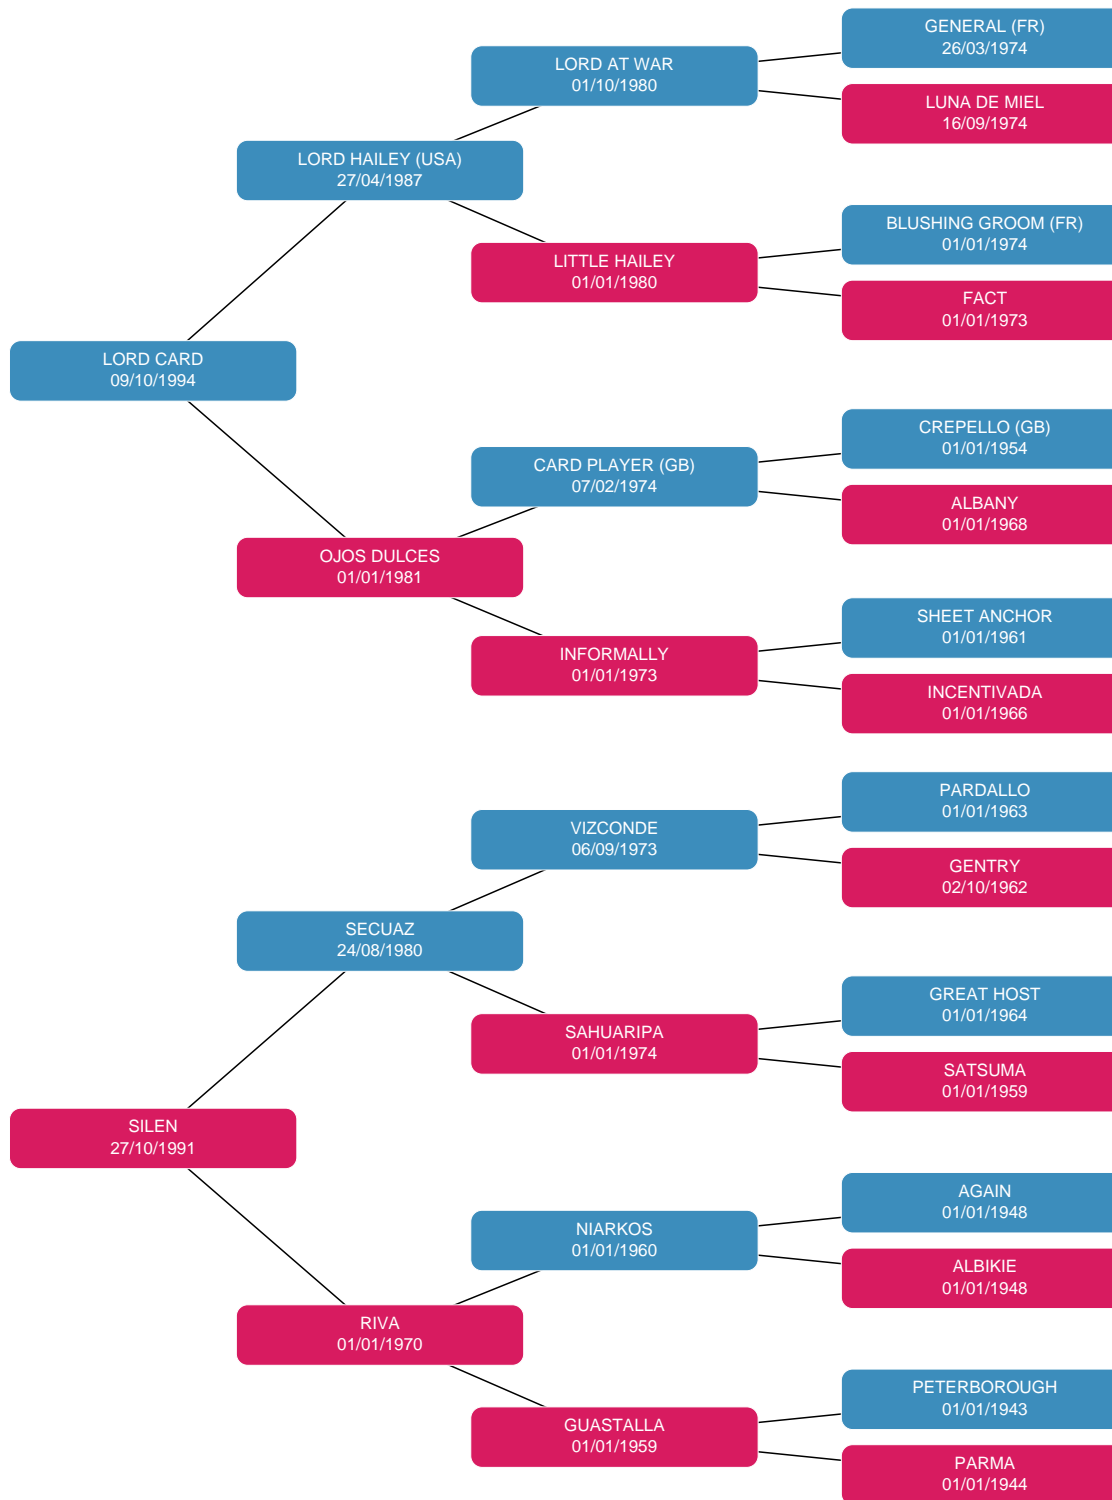 GENERAL (FR)
26/03/1974
LORD AT WAR
01/10/1980
LUNA DE MIEL
16/09/1974
LORD HAILEY (USA)
27/04/1987
BLUSHING GROOM (FR)
01/01/1974
LITTLE HAILEY
01/01/1980
FACT
01/01/1973
LORD CARD
09/10/1994
CREPELLO (GB)
01/01/1954
CARD PLAYER (GB)
07/02/1974
ALBANY
01/01/1968
OJOS DULCES
01/01/1981
SHEET ANCHOR
01/01/1961
INFORMALLY
01/01/1973
INCENTIVADA
01/01/1966
PARDALLO
01/01/1963
VIZCONDE
06/09/1973
GENTRY
02/10/1962
SECUAZ
24/08/1980
GREAT HOST
01/01/1964
SAHUARIPA
01/01/1974
SATSUMA
01/01/1959
SILEN
27/10/1991
AGAIN
01/01/1948
NIARKOS
01/01/1960
ALBIKIE
01/01/1948
RIVA
01/01/1970
PETERBOROUGH
01/01/1943
GUASTALLA
01/01/1959
PARMA
01/01/1944